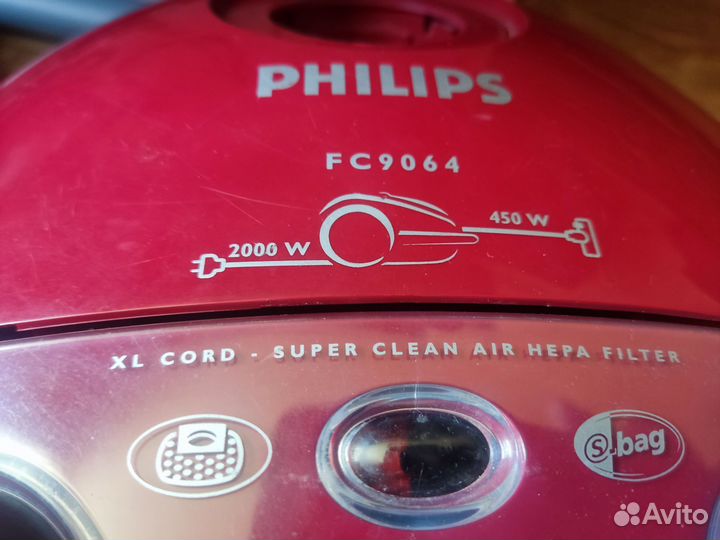 PHILIPS
FC9064
2000 W
450 W
XL CORD - SUPER CLEAN AIR HEPA FILTER
s-bag
Avito